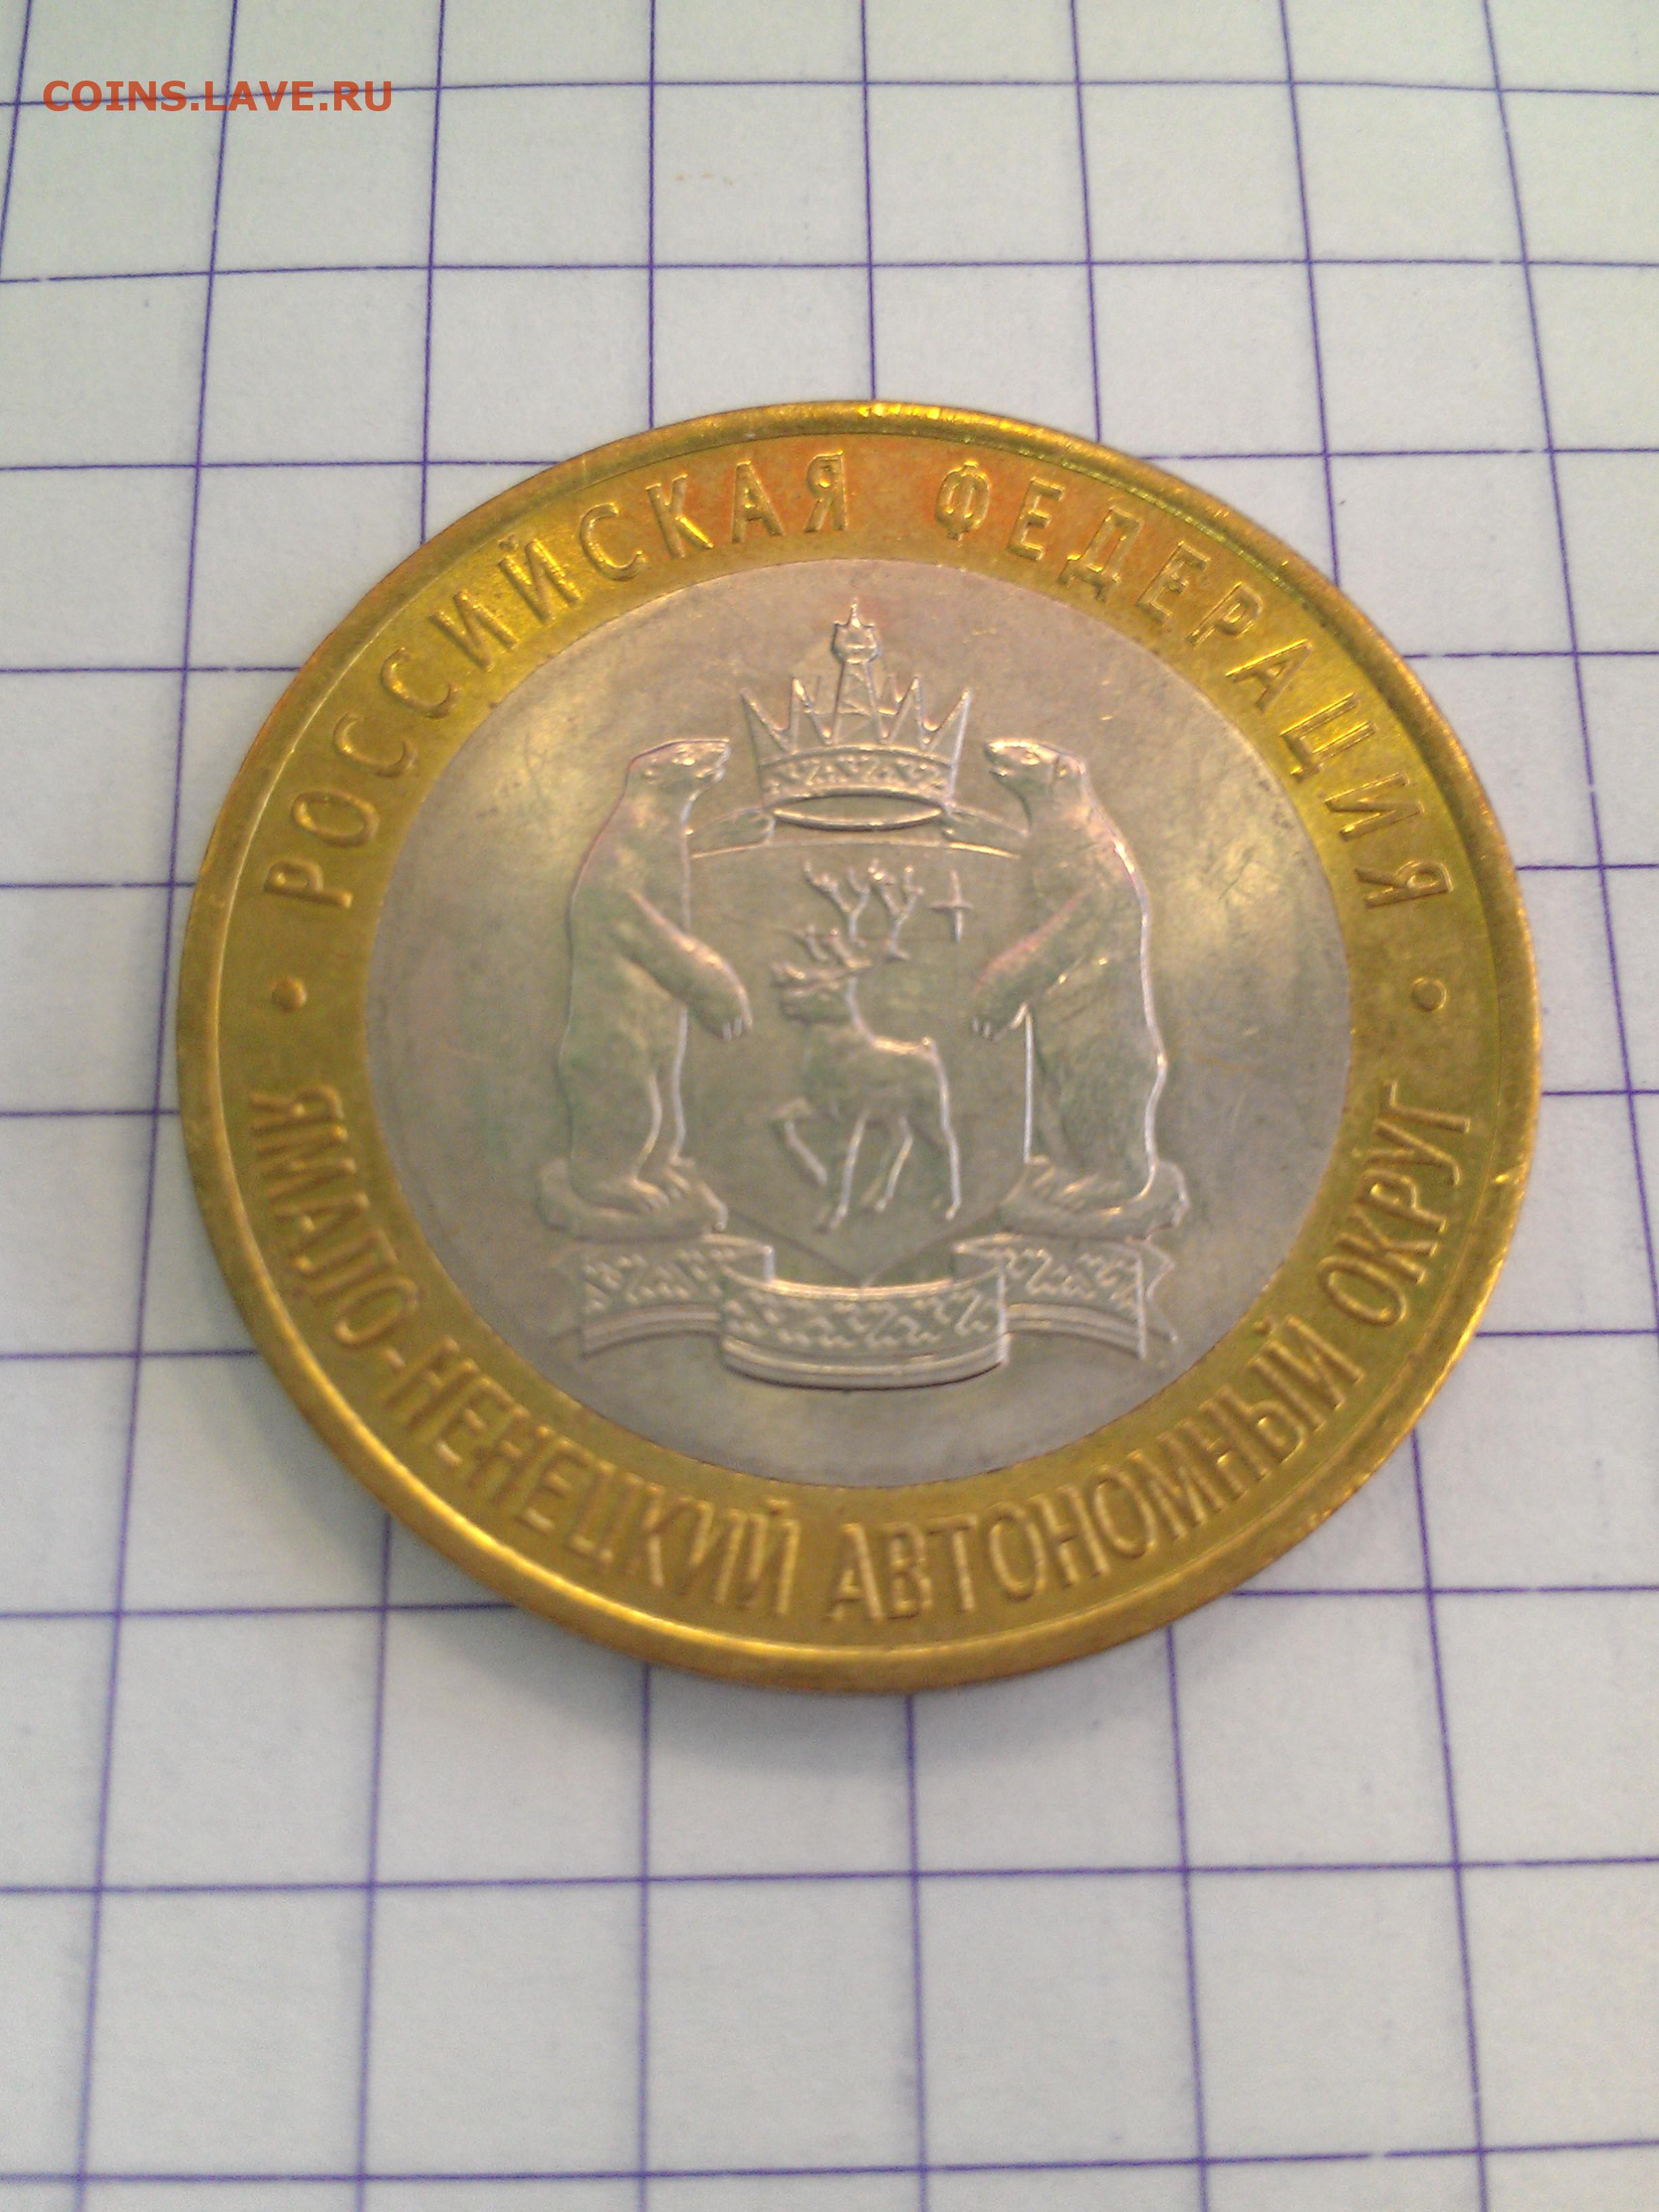 COINS.LAVE.RU
• РОССИЙСКАЯ ФЕДЕРАЦИЯ •
ЯМАЛО-НЕНЕЦКИЙ АВТОНОМНЫЙ ОКРУГ